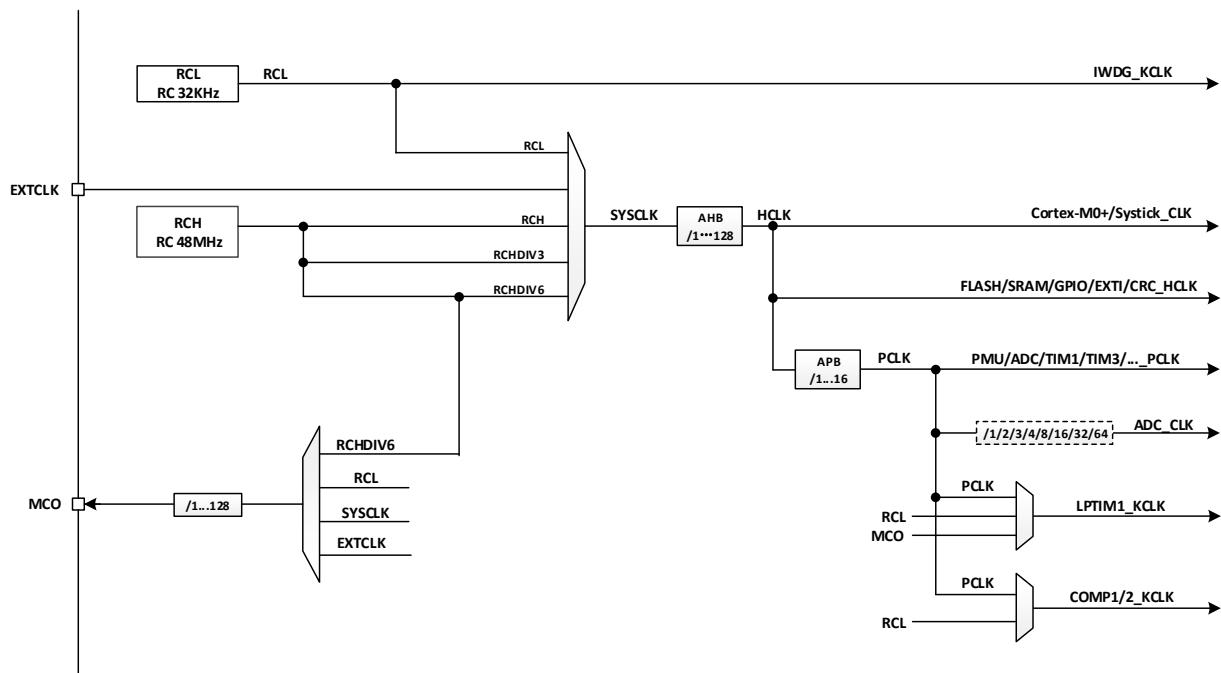 RCL
RC 32KHz
RCL
IWDG_KCLK
RCL
EXTCLK
RCH
RC 48MHz
RCH
SYSCLK
AHB
/1•••128
HCLK
Cortex-M0+/Systick_CLK
RCHDIV3
RCHDIV6
FLASH/SRAM/GPIO/EXTI/CRC_HCLK
APB
/1...16
PCLK
PMU/ADC/TIM1/TIM3/..._PCLK
/1/2/3/4/8/16/32/64
ADC_CLK
RCHDIV6
RCL
SYSCLK
EXTCLK
MCO
/1...128
PCLK
RCL
MCO
LPTIM1_KCLK
PCLK
RCL
COMP1/2_KCLK